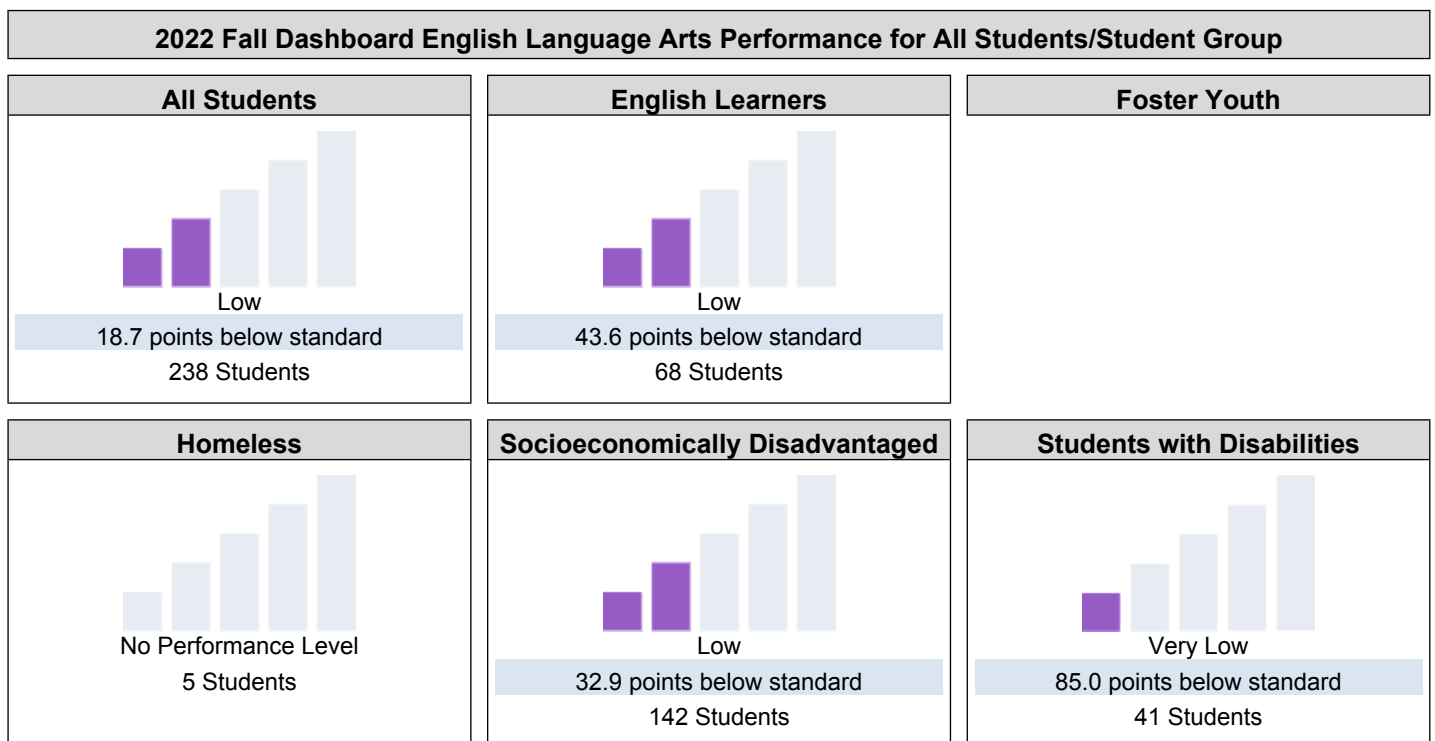 2022 Fall Dashboard English Language Arts Performance for All Students/Student Group
All Students
Low
18.7 points below standard
238 Students
English Learners
Low
43.6 points below standard
68 Students
Foster Youth
Homeless
No Performance Level
5 Students
Socioeconomically Disadvantaged
Low
32.9 points below standard
142 Students
Students with Disabilities
Very Low
85.0 points below standard
41 Students